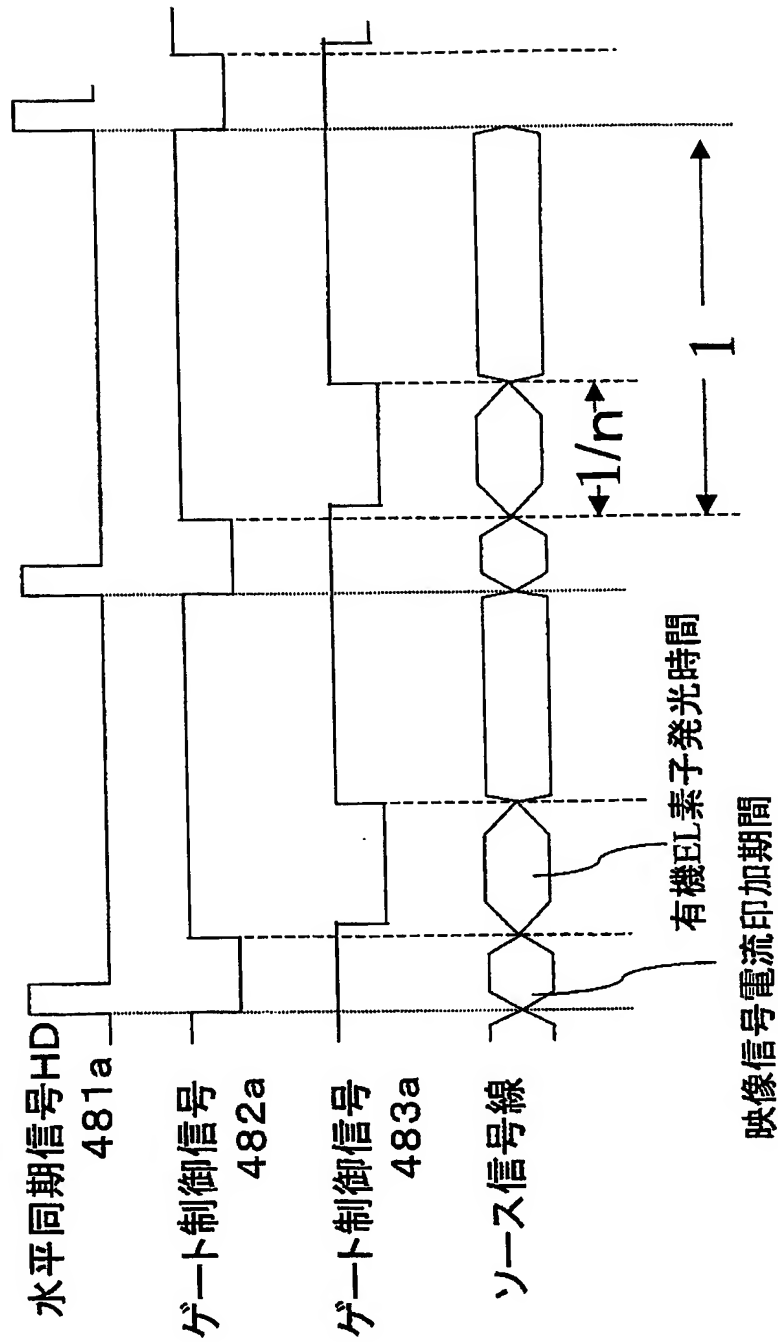 水平同期信号HD
481a
ゲート制御信号
482a
ゲート制御信号
483a
ソース信号線
1/n
1
有機EL素子発光時間
映像信号電流印加期間